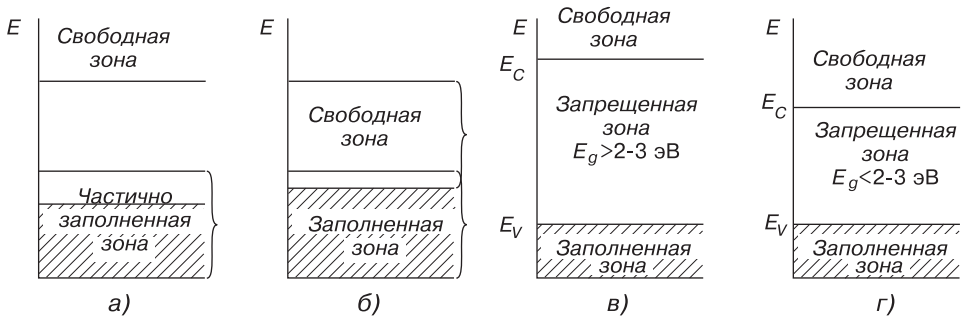 E
Свободная
зона
Частично
заполненная
зона
а)
E
Свободная
зона
Заполненная
зона
б)
E
Свободная
зона
E_C
Запрещенная
зона
E_g>2-3 эВ
E_V
Заполненная
зона
в)
E
Свободная
зона
E_C
Запрещенная
зона
E_g<2-3 эВ
E_V
Заполненная
зона
г)